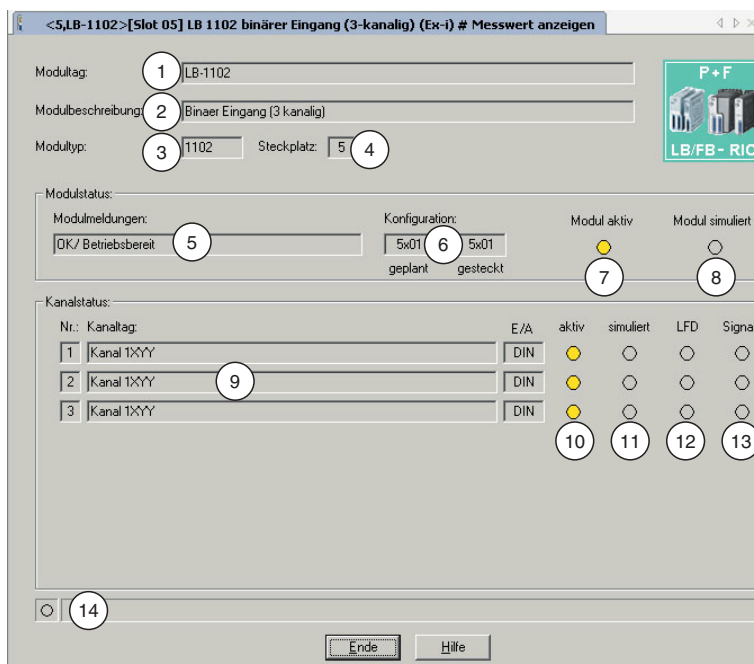 <5,LB-1102>[Slot 05] LB 1102 binärer Eingang (3-kanalig) (Ex-i) # Messwert anzeigen
Modultag: 1 LB-1102
P+F
Modulbeschreibung: 2 Binaer Eingang (3 kanalig)
Modultyp: 3 1102 Steckplatz: 5 4
LB/FB - RIO
Modulstatus:
Modulmeldungen: Konfiguration: Modul aktiv Modul simuliert
OK/ Betriebsbereit 5 5x01 6 5x01
geplant gesteckt 7 8
Kanalstatus:
Nr.: Kanaltag: E/A aktiv simuliert LFD Signa
1 Kanal 1XYY DIN
2 Kanal 1XYY 9 DIN
3 Kanal 1XYY DIN
10 11 12 13
14
Ende Hilfe